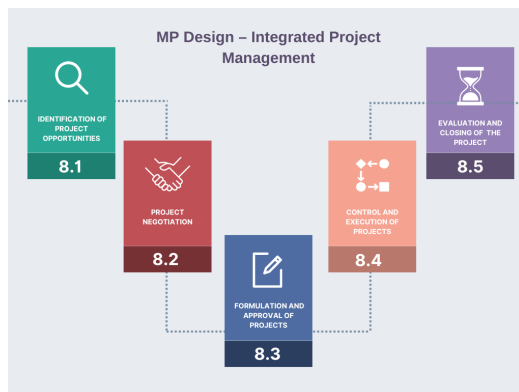 MP Design – Integrated Project
Management
IDENTIFICATION OF
PROJECT
OPPORTUNITIES
8.1
PROJECT
NEGOTIATION
8.2
FORMULATION AND
APPROVAL OF
PROJECTS
8.3
CONTROL AND
EXECUTION OF
PROJECTS
8.4
EVALUATION AND
CLOSING OF THE
PROJECT
8.5